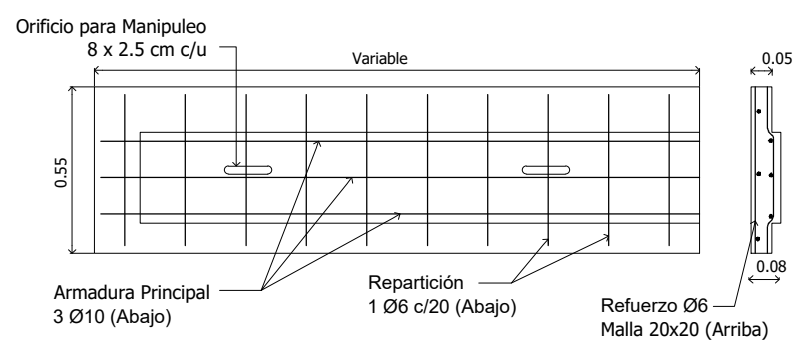 Orificio para Manipuleo
8 x 2.5 cm c/u
Variable
0.05
0.55
0.08
Armadura Principal
3 Ø10 (Abajo)
Repartición
1 Ø6 c/20 (Abajo)
Refuerzo Ø6
Malla 20x20 (Arriba)